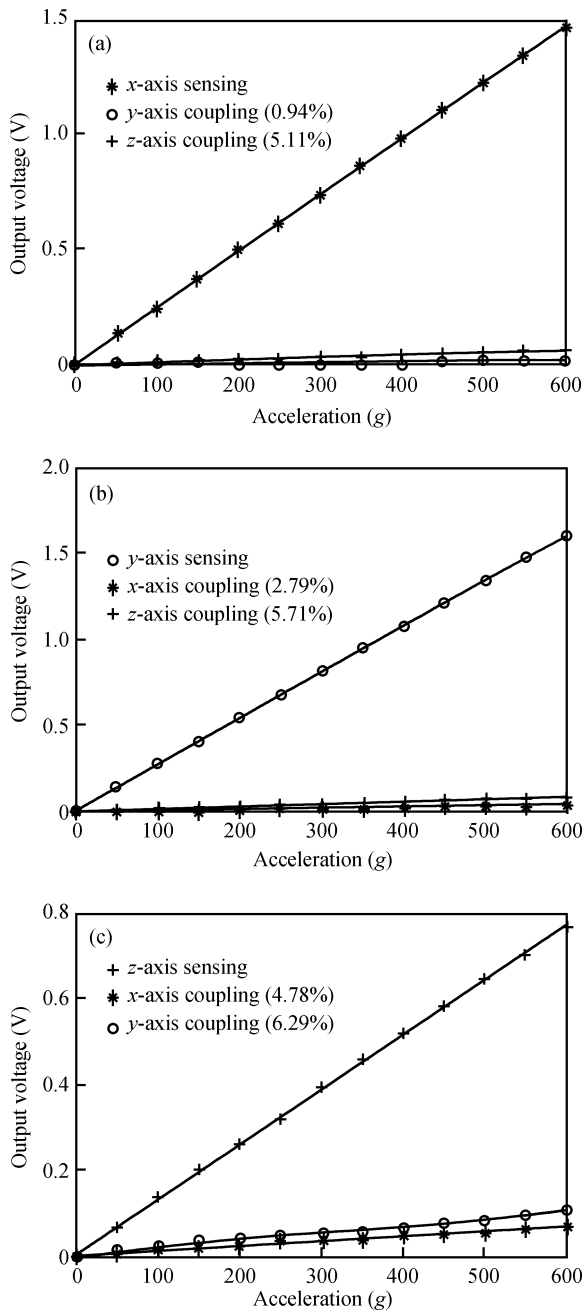 1.5
(a)
x-axis sensing
y-axis coupling (0.94%)
z-axis coupling (5.11%)
1.0
0.5
0
Output voltage (V)
0 100 200 300 400 500 600
Acceleration (g)
2.0
(b)
y-axis sensing
x-axis coupling (2.79%)
z-axis coupling (5.71%)
1.5
1.0
0.5
0
Output voltage (V)
0 100 200 300 400 500 600
Acceleration (g)
0.8
(c)
z-axis sensing
x-axis coupling (4.78%)
y-axis coupling (6.29%)
0.6
0.4
0.2
0
Output voltage (V)
0 100 200 300 400 500 600
Acceleration (g)